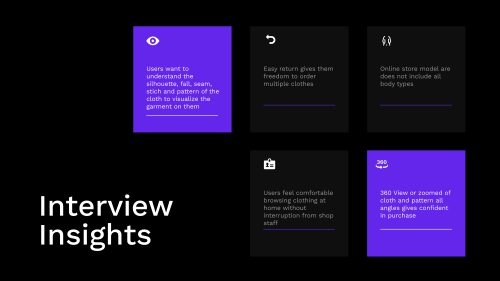 Users want to
understand the
silhouette, fall, seam,
stich and pattern of the
cloth to visualize the
garment on them
Easy return gives them
freedom to order
multiple clothes
Online store model are
does not include all
body types
Users feel comfortable
browsing clothing at
home without
interruption from shop
staff
360
360 View or zoomed of
cloth and pattern all
angles gives confident
in purchase
Interview
Insights